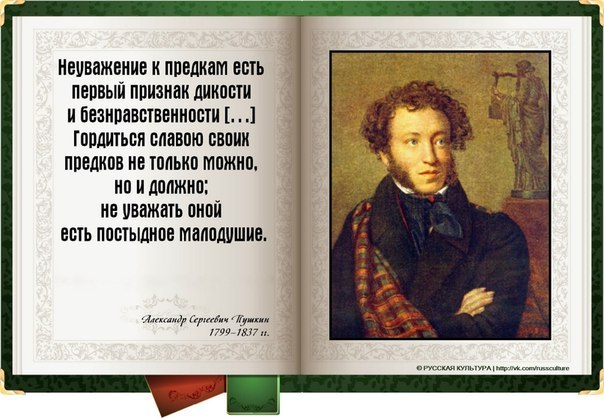 Неуважение к предкам есть
первый признак дикости
и безнравственности [...]
Гордиться славою своих
предков не только можно,
но и должно;
не уважать оной
есть постыдное малодушие.
Александр Сергеевич Пушкин
1799-1837 гг.
© РУССКАЯ КУЛЬТУРА | http://vk.com/russculture